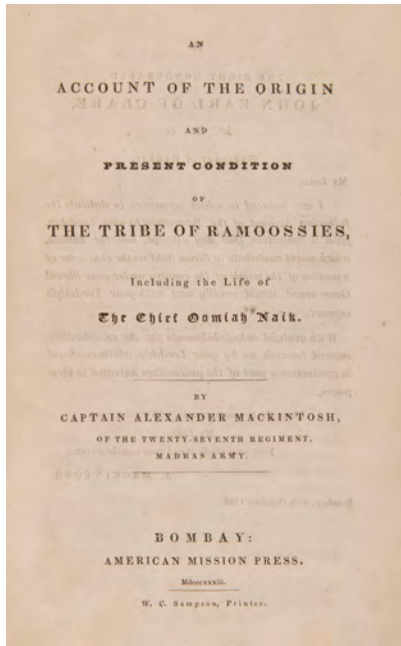 AN
ACCOUNT OF THE ORIGIN
AND
PRESENT CONDITION
OF
THE TRIBE OF RAMOOSSIES,
Including the Life of
The Chief Oomiah Naik.
BY
CAPTAIN ALEXANDER MACKINTOSH,
OF THE TWENTY-SEVENTH REGIMENT,
MADRAS ARMY.
BOMBAY:
AMERICAN MISSION PRESS.
Mdcccxxxiii.
W. C. Sampson, Printer.